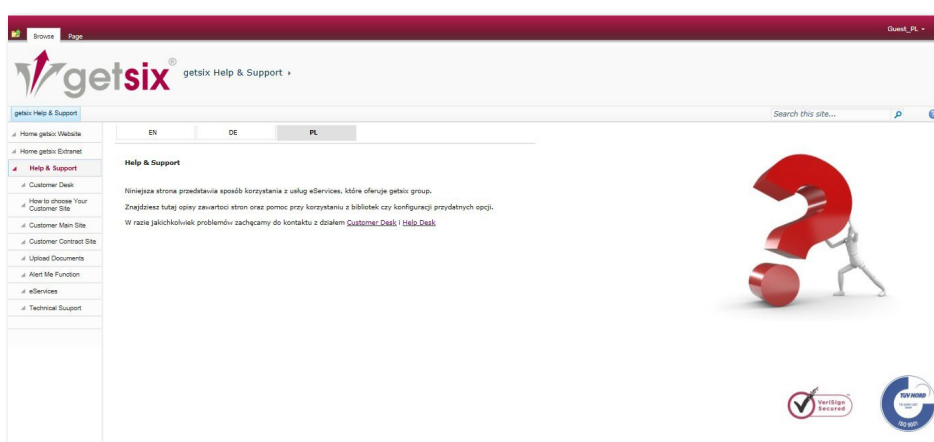 Browse
Page
Guest_PL
getsix®
getsix Help & Support
getsix Help & Support
Search this site...
Home getsix Website
Home getsix Extranet
Help & Support
Customer Desk
How to choose Your
Customer Site
Customer Main Site
Customer Contract Site
Upload Documents
Alert Me Function
eServices
Technical Suuport
EN
DE
PL
Help & Support
Niniejsza strona przedstawia sposób korzystania z usług eServices, które oferuje getsix group.
Znajdziesz tutaj opisy zawartoci stron oraz pomoc przy korzystaniu z bibliotek czy konfiguracji przydatnych opcji.
W razie jakichkolwiek problemów zachęcamy do kontaktu z działem Customer Desk i Help Desk
VeriSign
Secured
TÜV NORD
ISO 9001